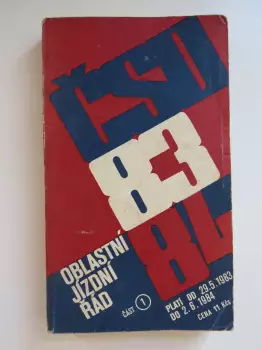 ČSD
83
84
OBLASTNÍ
JÍZDNÍ
ŘÁD
ČÁST 1
PLATÍ OD 29.5.1983
DO 2.6.1984
CENA 11 Kčs